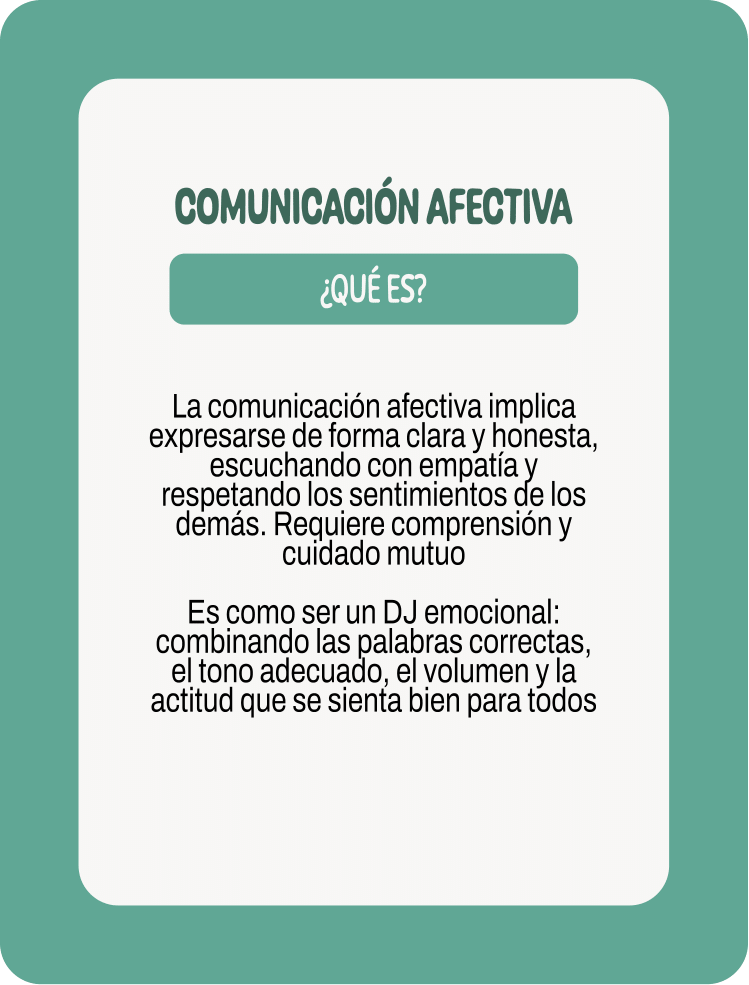 COMUNICACIÓN AFECTIVA
¿QUÉ ES?
La comunicación afectiva implica
expresarse de forma clara y honesta,
escuchando con empatía y
respetando los sentimientos de los
demás. Requiere comprensión y
cuidado mutuo
Es como ser un DJ emocional:
combinando las palabras correctas,
el tono adecuado, el volumen y la
actitud que se sienta bien para todos